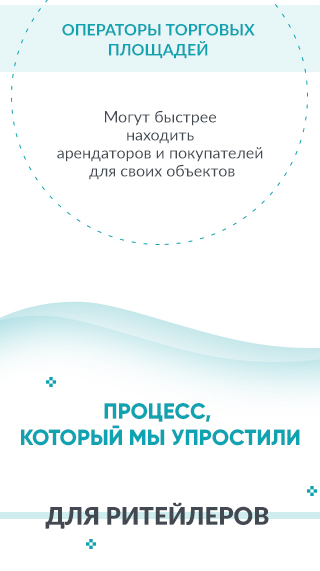 ОПЕРАТОРЫ ТОРГОВЫХ
ПЛОЩАДЕЙ
Могут быстрее
находить
арендаторов и покупателей
для своих объектов
ПРОЦЕСС,
КОТОРЫЙ МЫ УПРОСТИЛИ
ДЛЯ РИТЕЙЛЕРОВ